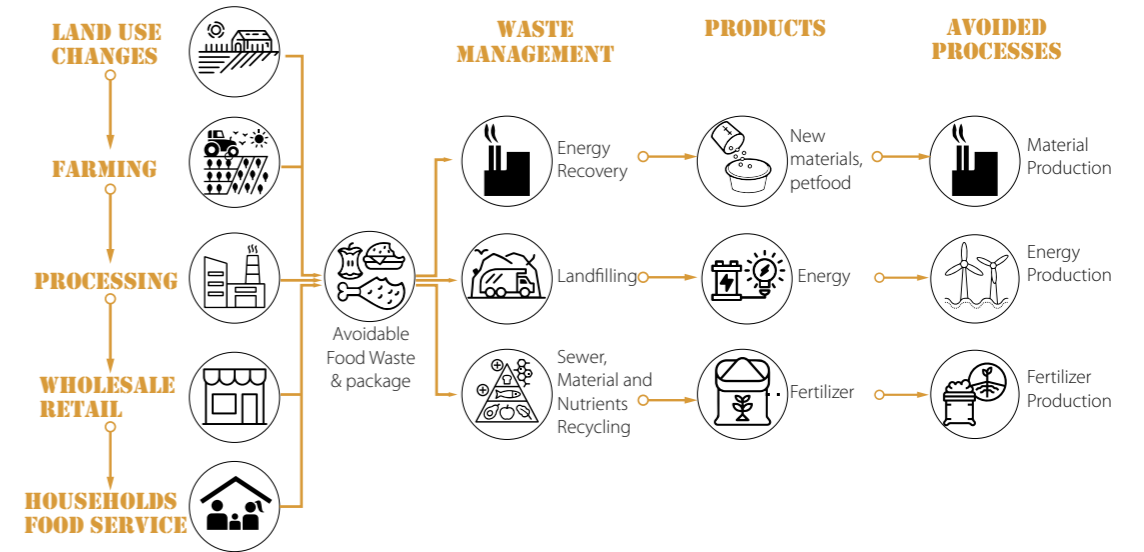 LAND USE
CHANGES
FARMING
PROCESSING
WHOLESALE
RETAIL
HOUSEHOLDS
FOOD SERVICE
Avoidable
Food Waste
& package
WASTE
MANAGEMENT
Energy
Recovery
Landfilling
Sewer,
Material and
Nutrients
Recycling
PRODUCTS
New
materials,
petfood
Energy
Fertilizer
AVOIDED
PROCESSES
Material
Production
Energy
Production
Fertilizer
Production